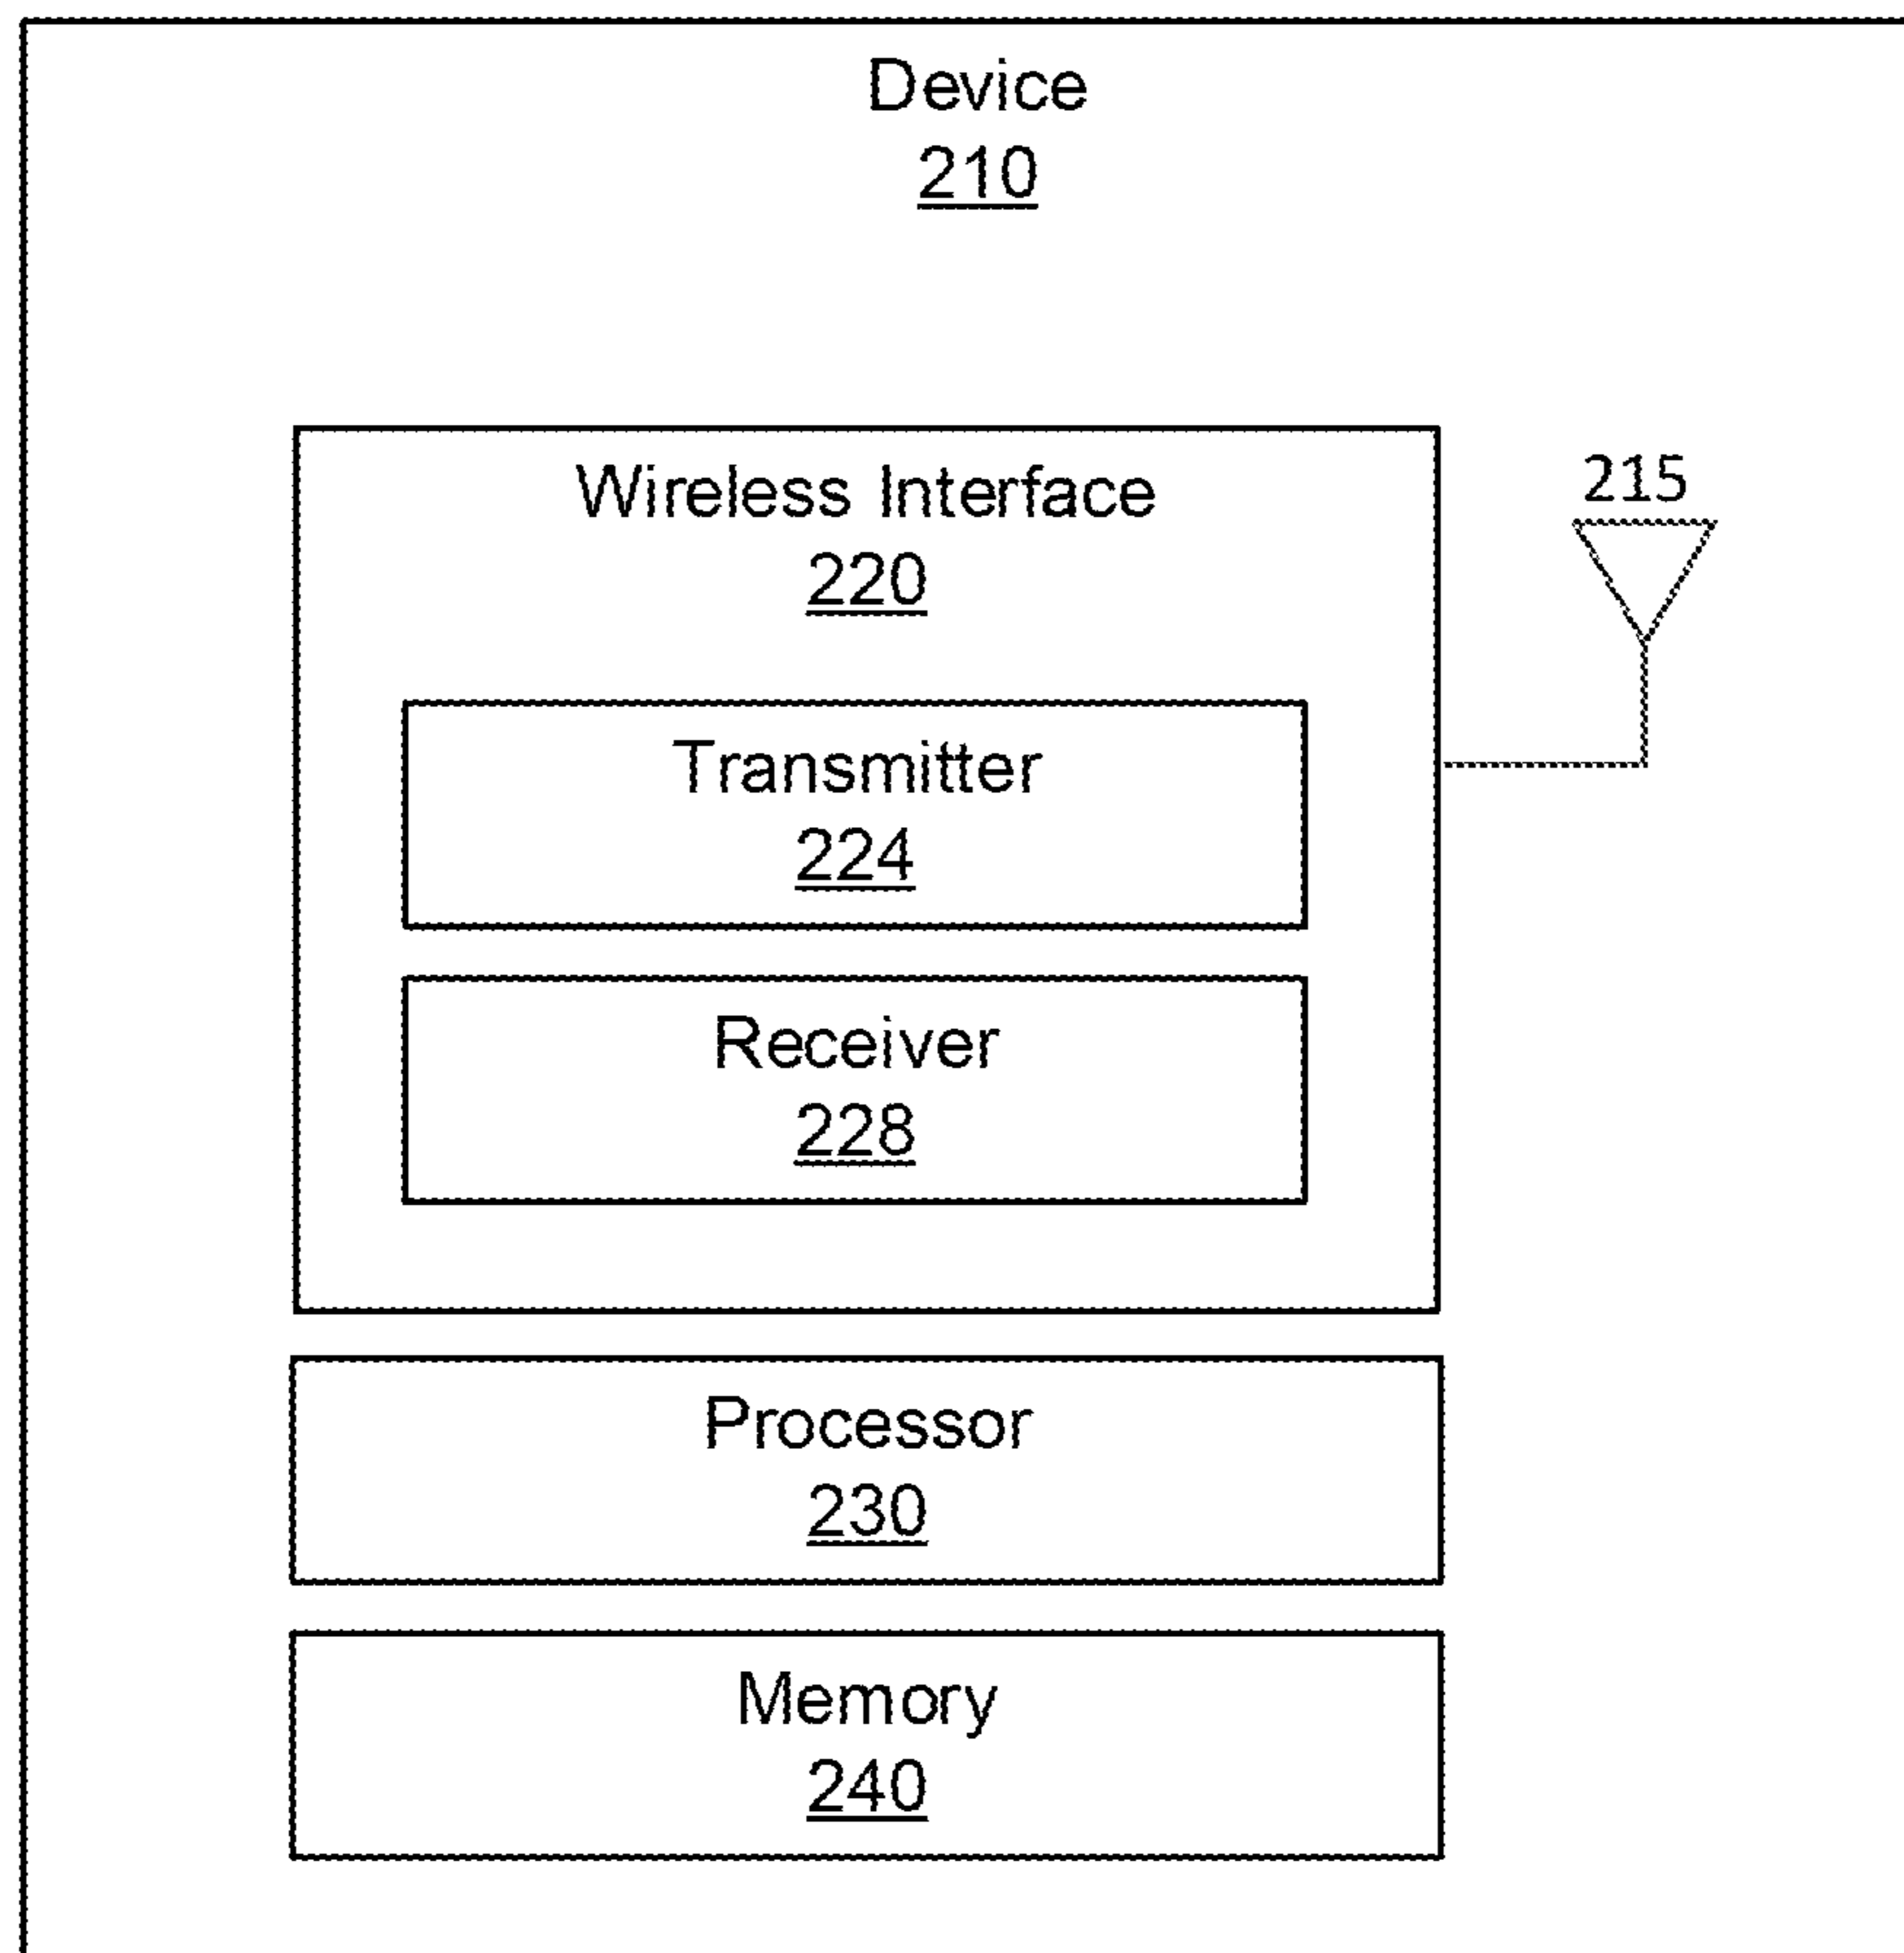 Device
210
Wireless Interface
220
215
Transmitter
224
Receiver
228
Processor
230
Memory
240